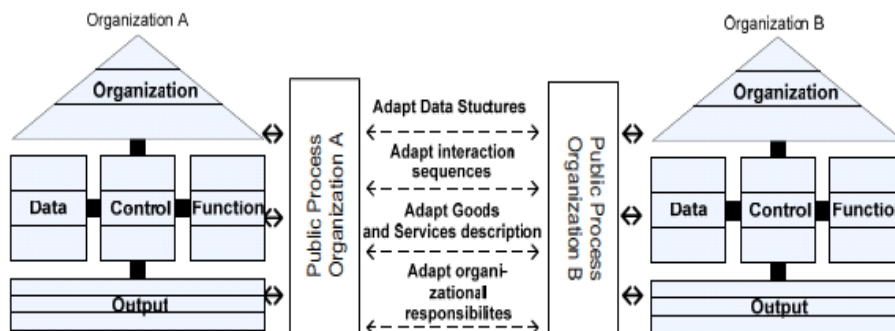 Organization A
Organization
Data
Control
Function
Output
Public Process
Organization A
Adapt Data Stuctures
Adapt interaction
sequences
Adapt Goods
and Services description
Adapt organi-
zational
responsibilites
Public Process
Organization B
Organization B
Organization
Data
Control
Functio
Output